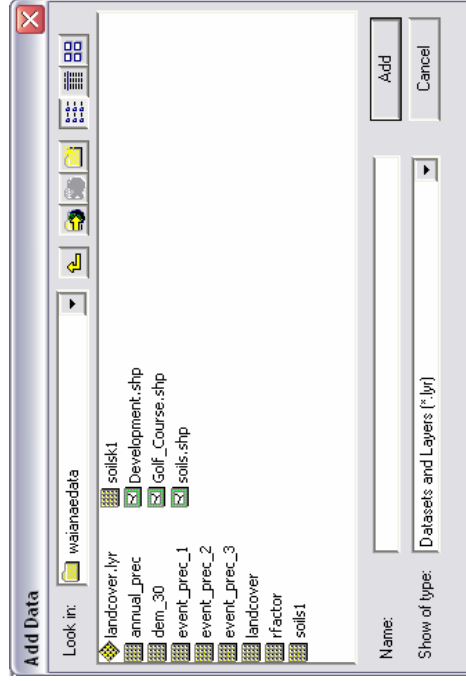 Add Data
Look in:
waianaedata
landcover.lyr
annual_prec
dem_30
event_prec_1
event_prec_2
event_prec_3
landcover
rfactor
soils1
soilsk1
Development.shp
Golf_Course.shp
soils.shp
Name:
Add
Show of type:
Datasets and Layers (*.lyr)
Cancel